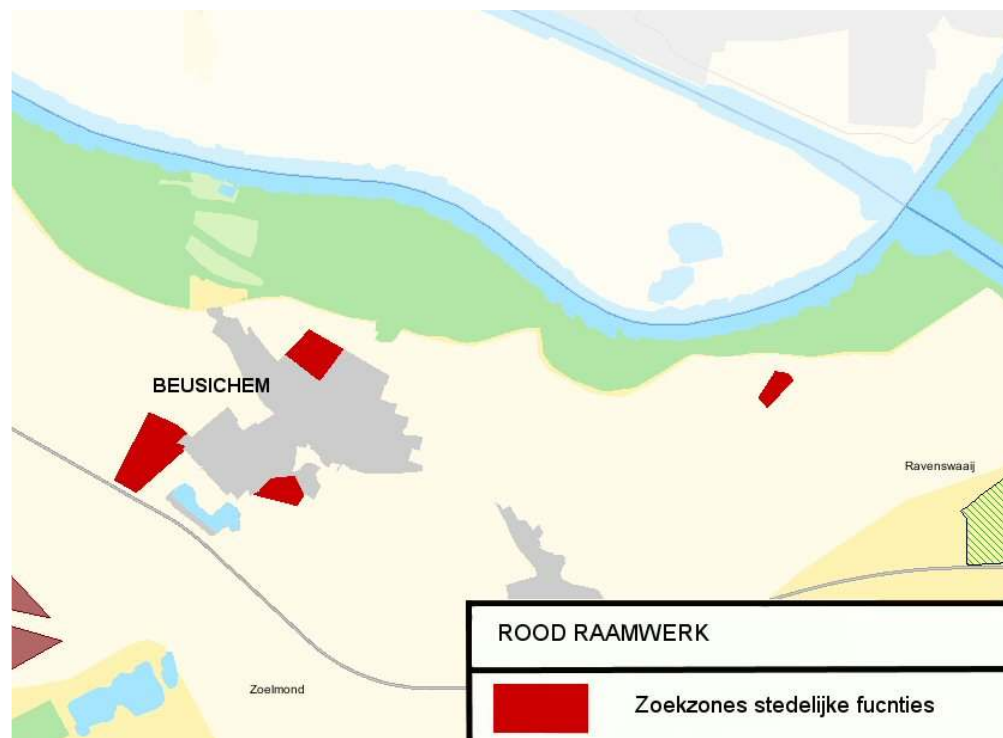 BEUSICHEM
Ravenswaaij
ROOD RAAMWERK
Zoelmond
Zoekzones stedelijke fucnties